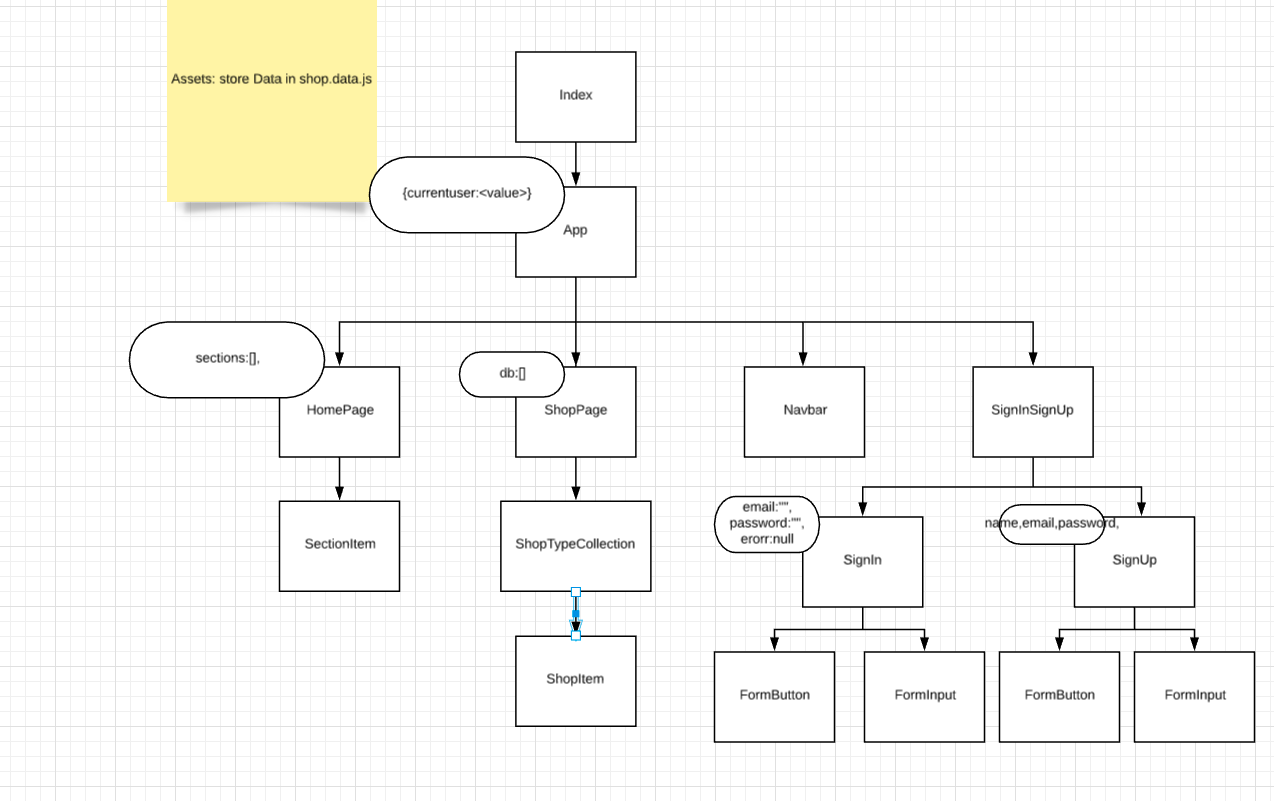 Assets: store Data in shop.data.js
Index
{currentuser:<value>}
App
sections:[],
HomePage
db:[]
ShopPage
Navbar
SignInSignUp
SectionItem
ShopTypeCollection
email:"",
password:"",
erorr:null
SignIn
name,email,password,
SignUp
ShopItem
FormButton
FormInput
FormButton
FormInput